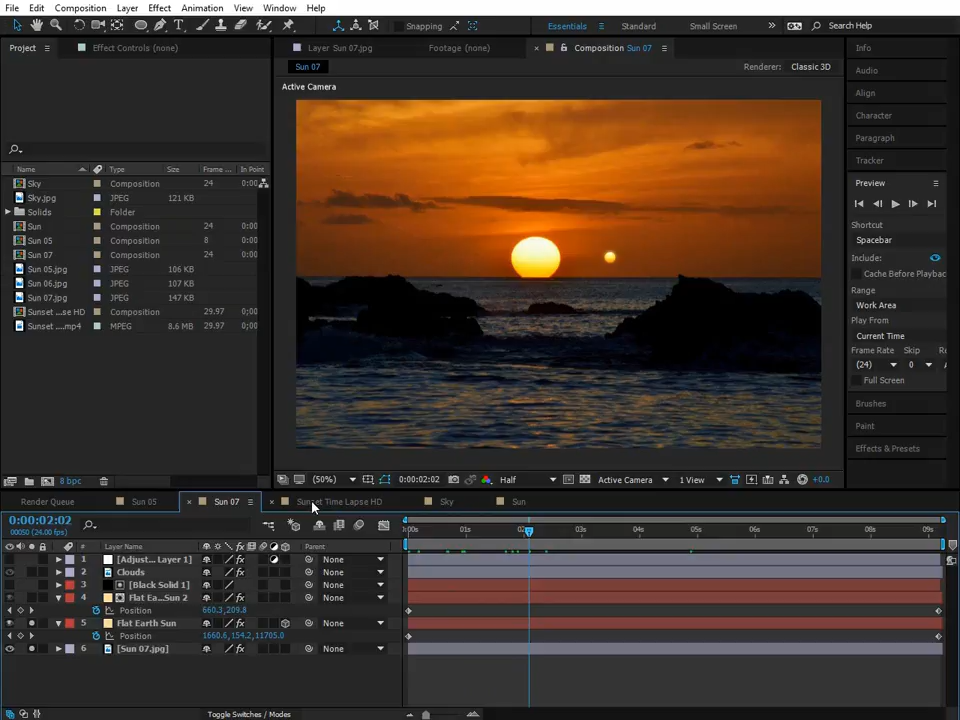 File Edit Composition Layer Effect Animation View Window Help
Snapping Essentials Standard Small Screen » Search Help
Project Effect Controls (none) Layer Sun 07.jpg Footage (none) × Composition Sun 07 Info
Sun 07 Renderer: Classic 3D
Audio
Active Camera
Align
Character
Paragraph
Tracker
Name Type Size Frame ... In Point
Sky Composition 24 0:00
Sky.jpg JPEG 121 KB
Solids Folder
Sun Composition 24 0:00
Sun 05 Composition 8 0:00
Sun 07 Composition 24 0:00
Sun 05.jpg JPEG 106 KB
Sun 06.jpg JPEG 107 KB
Sun 07.jpg JPEG 147 KB
Sunset ...se HD Composition 29.97 0:00
Sunset ....mp4 MPEG 8.6 MB 29.97 0:00
Preview
Shortcut
Spacebar
Include:
Cache Before Playbac
Range
Work Area
Play From
Current Time
Frame Rate Skip Re
(24) 0
Full Screen
Brushes
Paint
Effects & Presets
8 bpc (50%) 0:00:02:02 Half Active Camera 1 View +0.0
Render Queue Sun 05 × Sun 07 × Sunset Time Lapse HD Sky Sun
0:00:02:02
00050 (24.00 fps)
:00s 01s 02s 03s 04s 05s 06s 07s 08s 09s
# Layer Name Parent
1 [Adjust... Layer 1] None
2 Clouds None
3 [Black Solid 1] None
4 Flat Ea...Sun 2 None
Position 660.3,209.8
5 Flat Earth Sun None
Position 1660.6,154.2,11705.0
6 [Sun 07.jpg] None
Toggle Switches / Modes